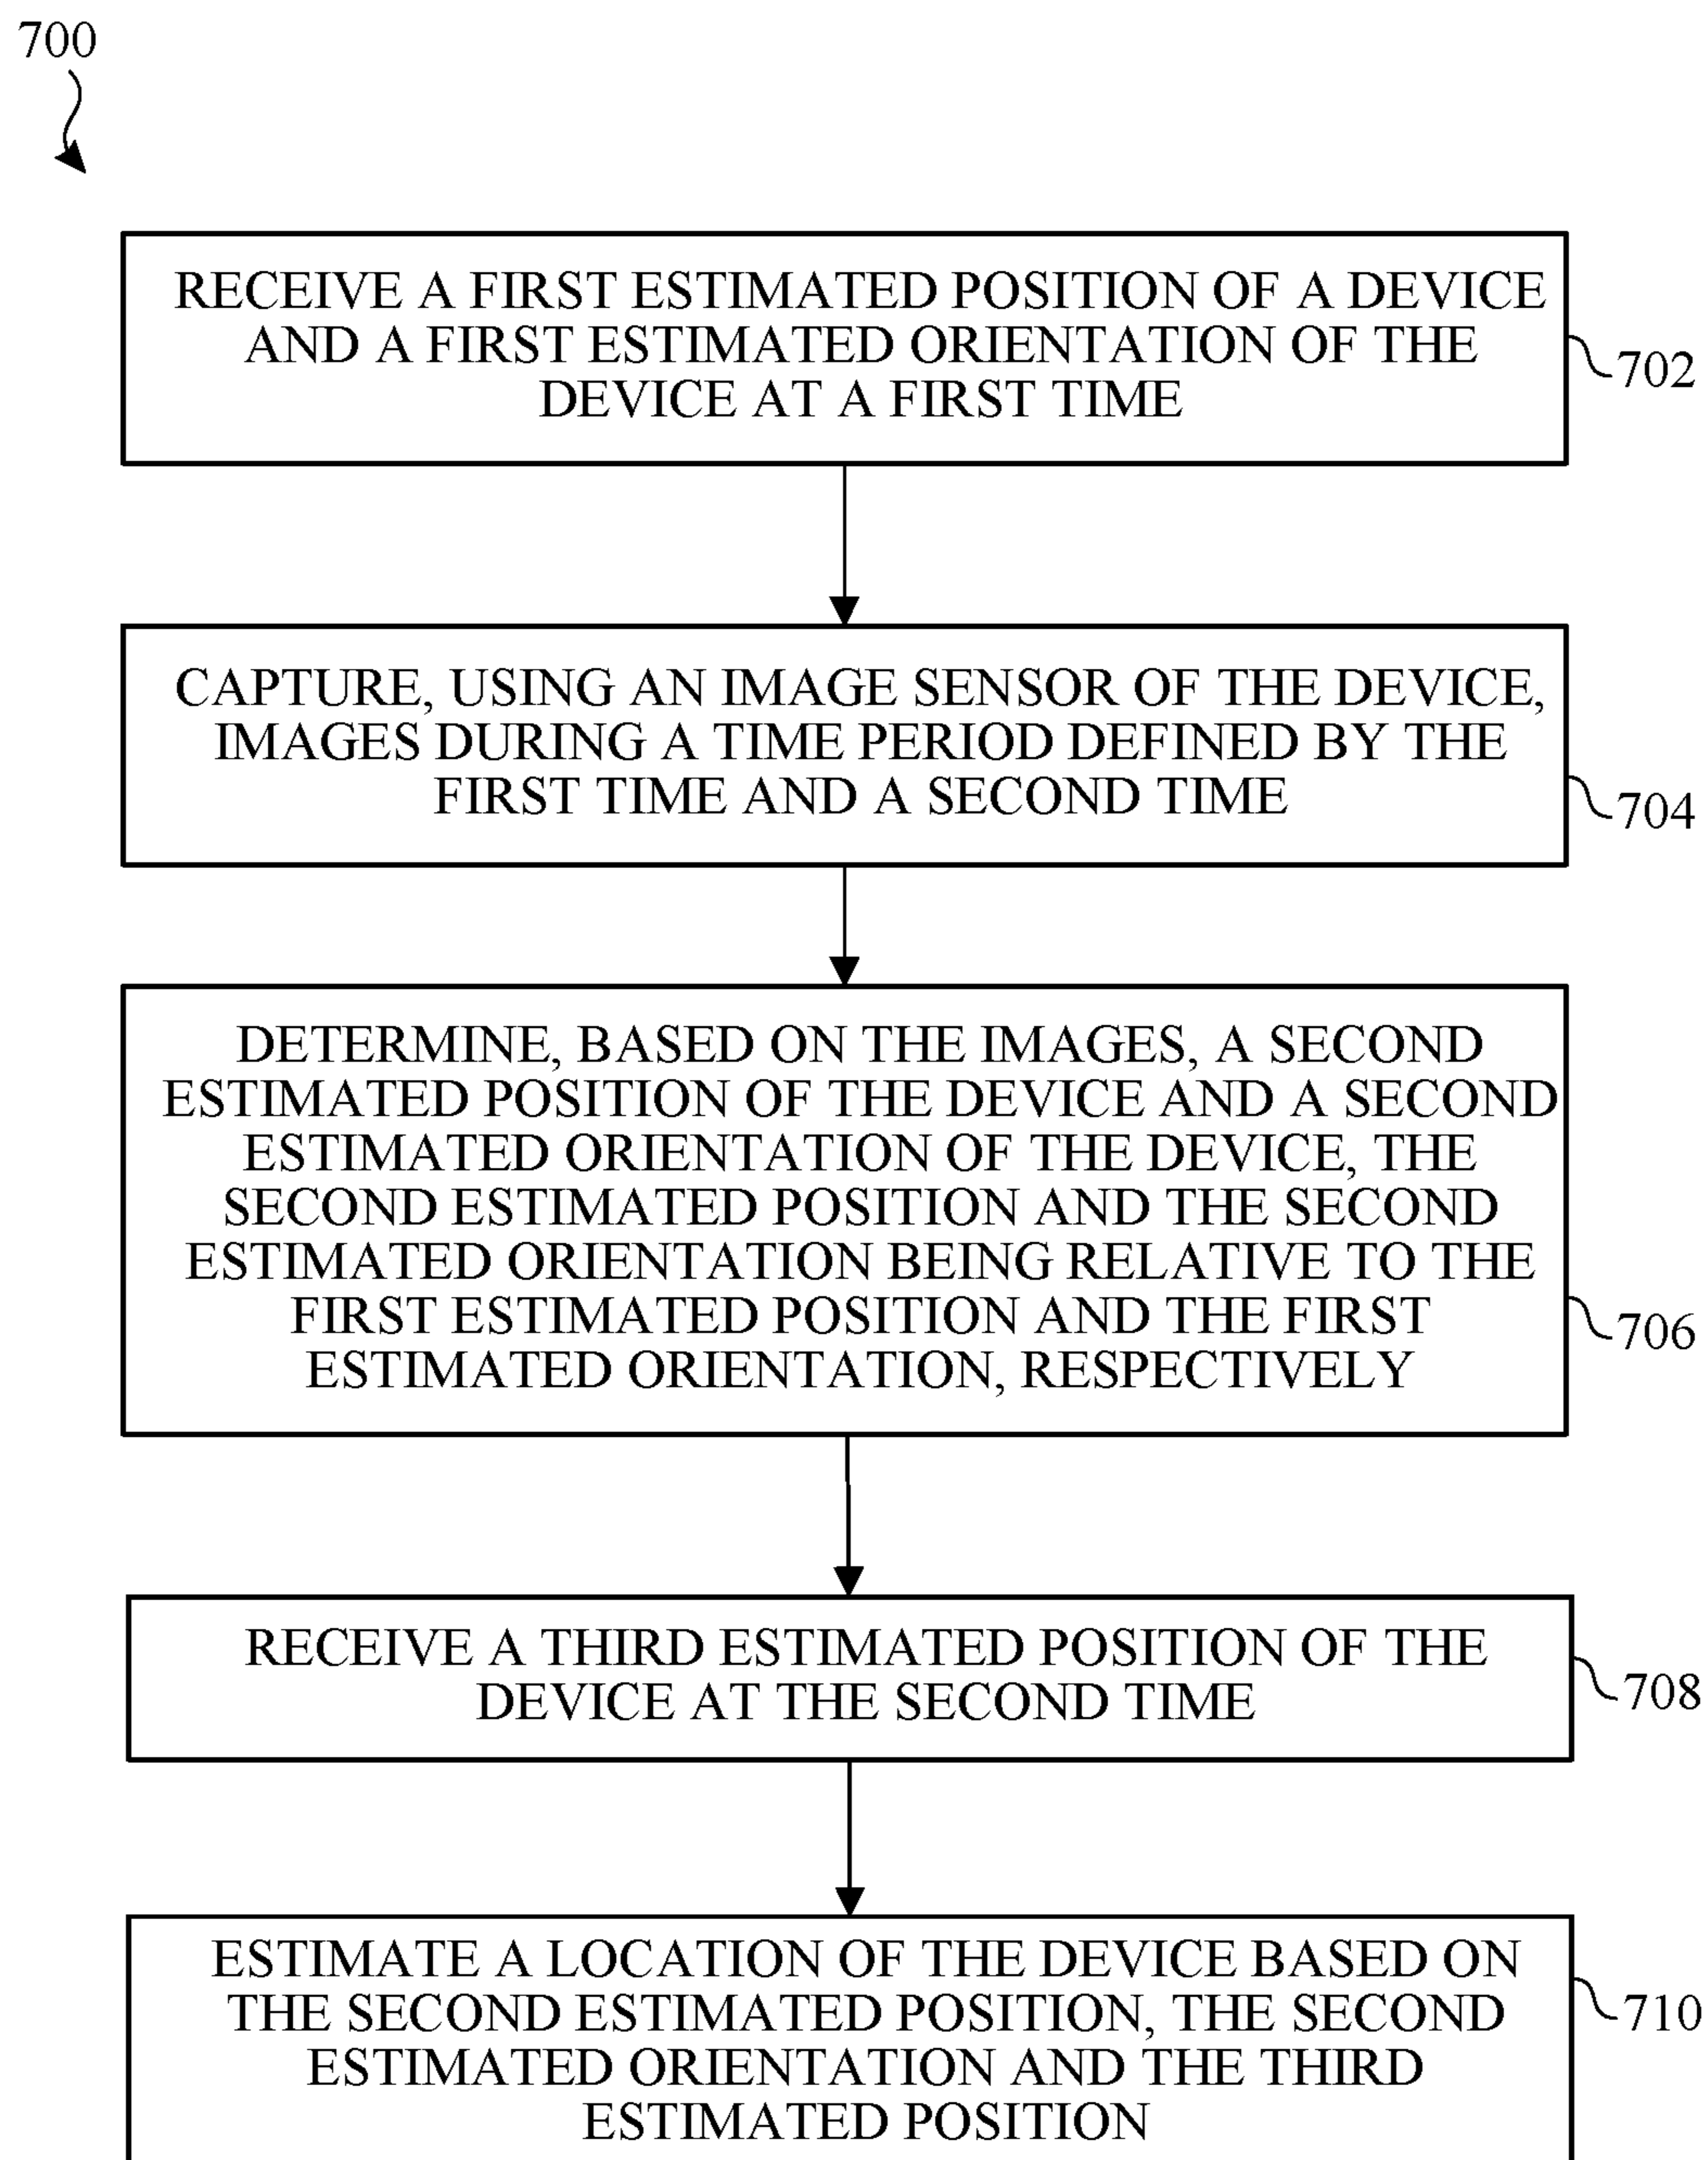 700
RECEIVE A FIRST ESTIMATED POSITION OF A DEVICE
AND A FIRST ESTIMATED ORIENTATION OF THE
DEVICE AT A FIRST TIME
702
CAPTURE, USING AN IMAGE SENSOR OF THE DEVICE,
IMAGES DURING A TIME PERIOD DEFINED BY THE
FIRST TIME AND A SECOND TIME
704
DETERMINE, BASED ON THE IMAGES, A SECOND
ESTIMATED POSITION OF THE DEVICE AND A SECOND
ESTIMATED ORIENTATION OF THE DEVICE, THE
SECOND ESTIMATED POSITION AND THE SECOND
ESTIMATED ORIENTATION BEING RELATIVE TO THE
FIRST ESTIMATED POSITION AND THE FIRST
ESTIMATED ORIENTATION, RESPECTIVELY
706
RECEIVE A THIRD ESTIMATED POSITION OF THE
DEVICE AT THE SECOND TIME
708
ESTIMATE A LOCATION OF THE DEVICE BASED ON
THE SECOND ESTIMATED POSITION, THE SECOND
ESTIMATED ORIENTATION AND THE THIRD
ESTIMATED POSITION
710